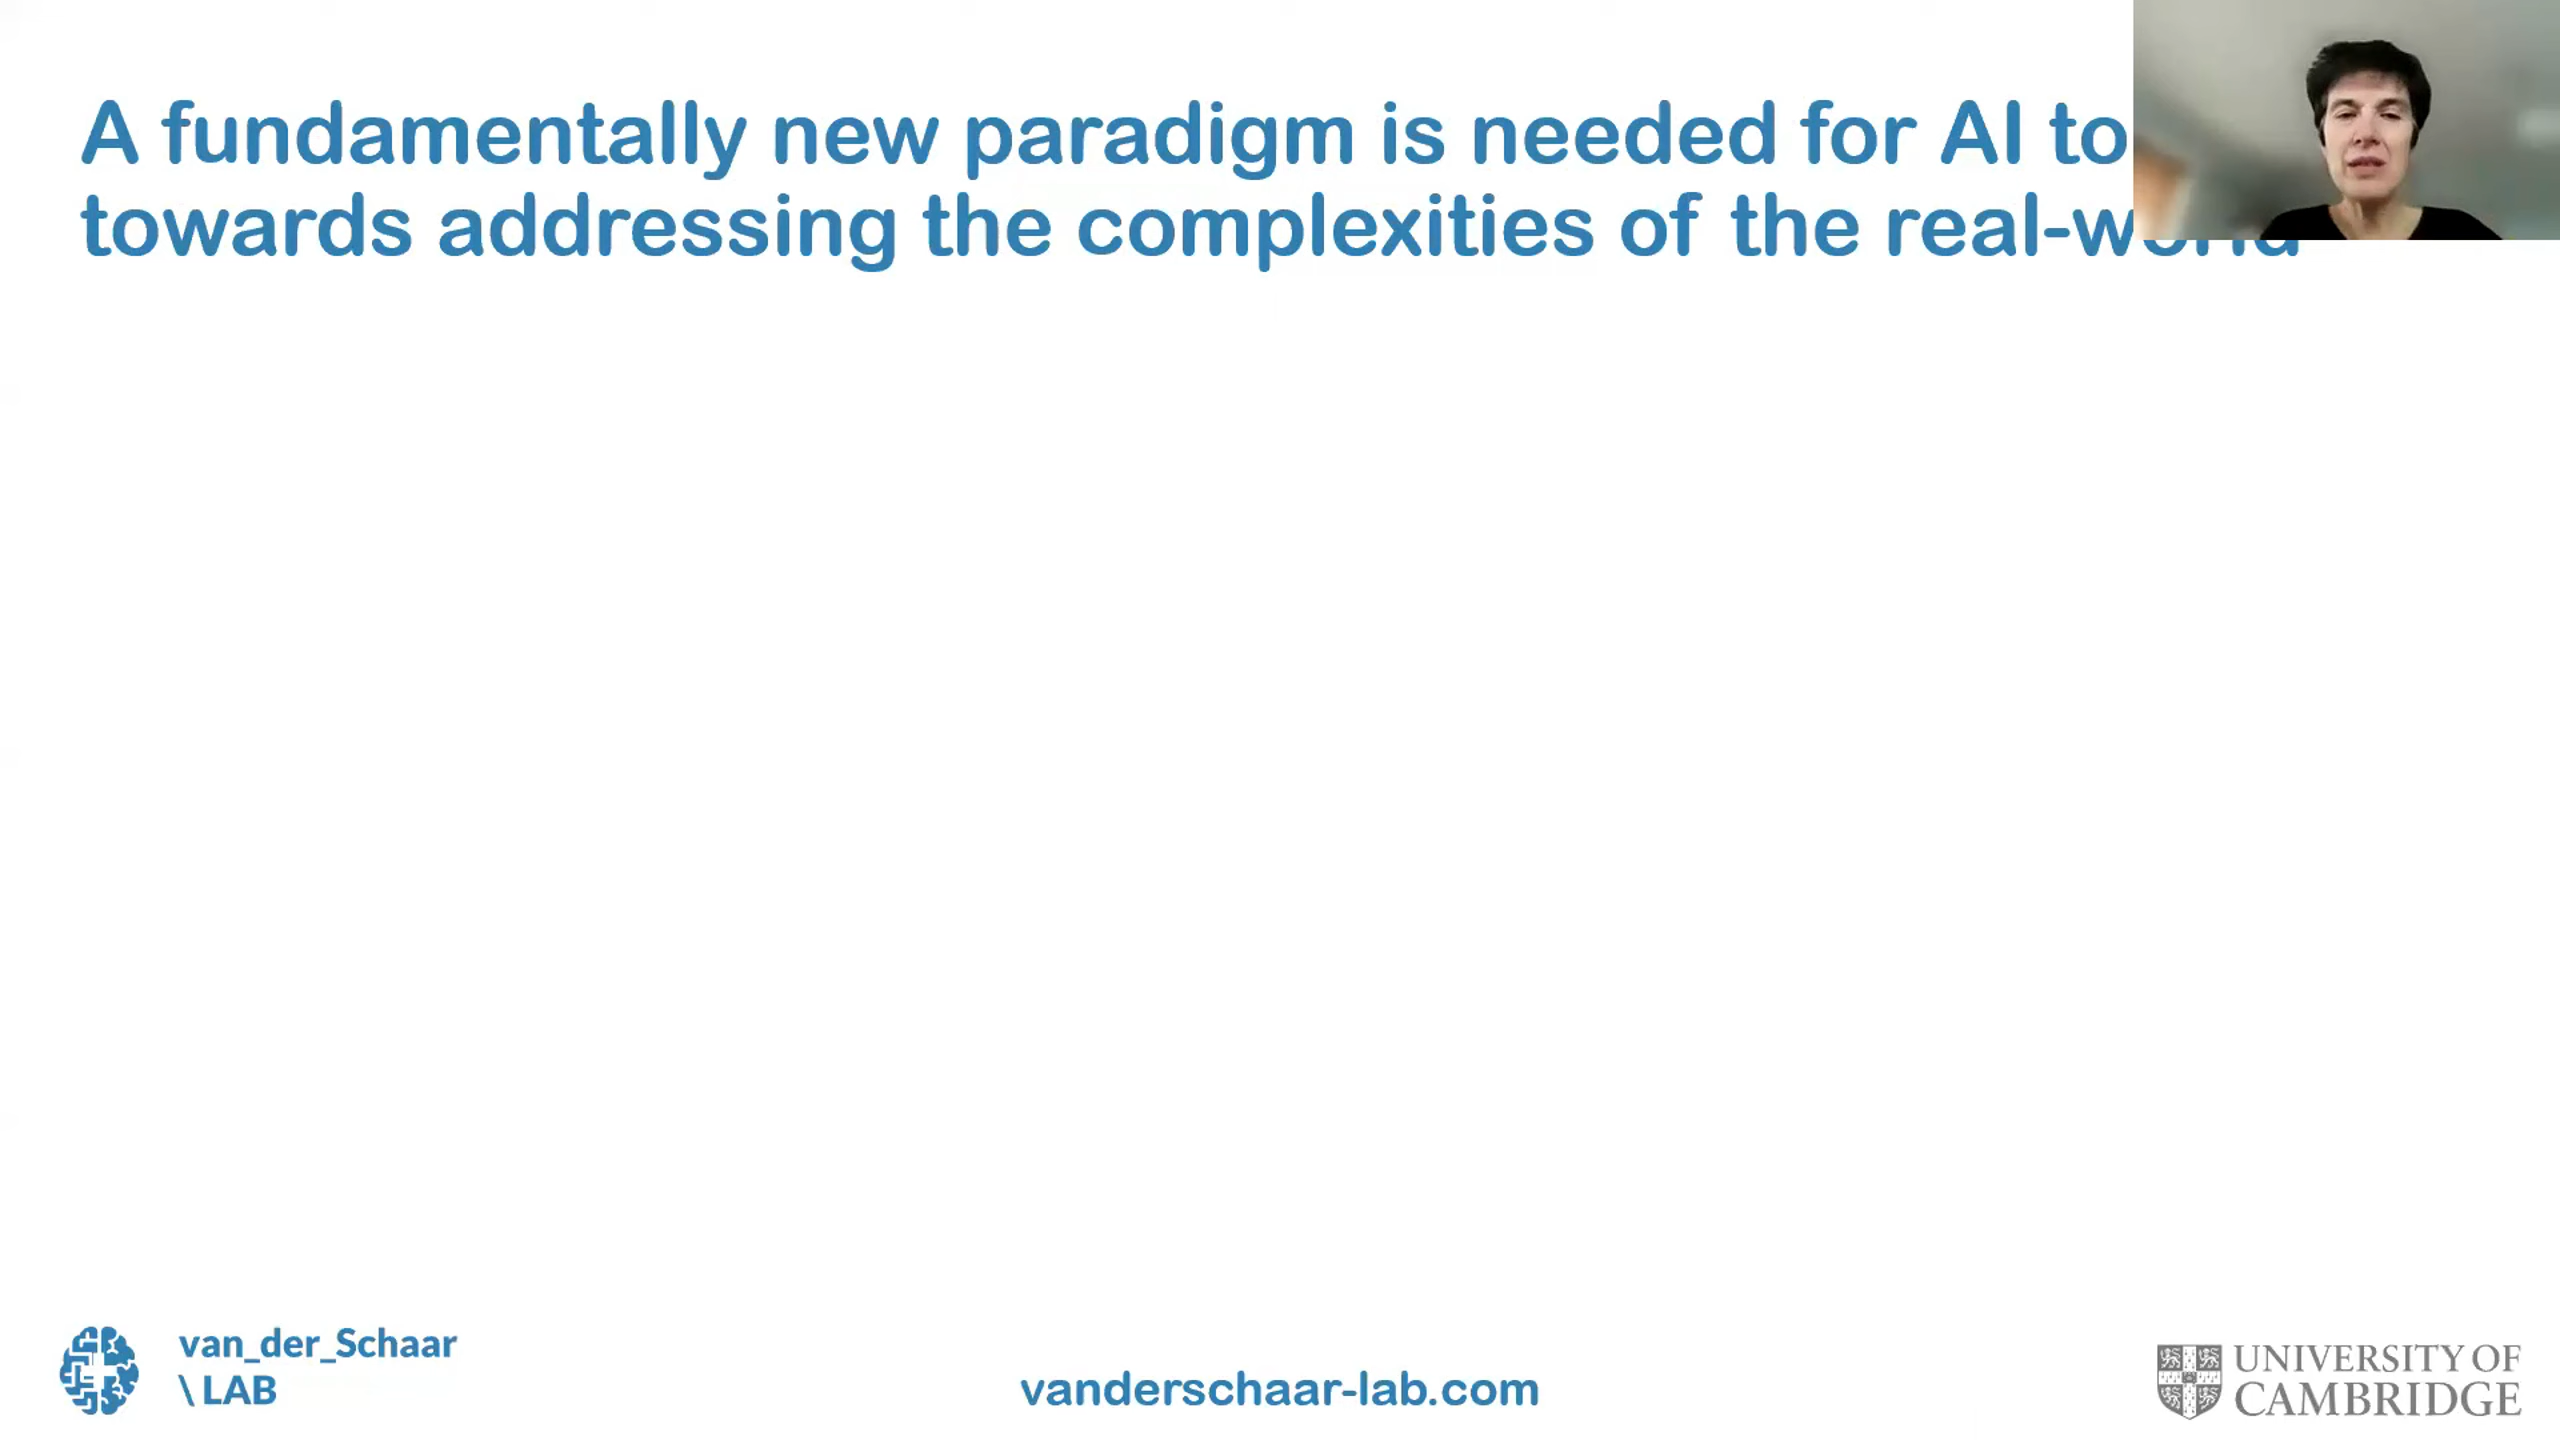 A fundamentally new paradigm is needed for AI to
towards addressing the complexities of the real-world
van_der_Schaar
\ LAB
vanderschaar-lab.com
UNIVERSITY OF
CAMBRIDGE